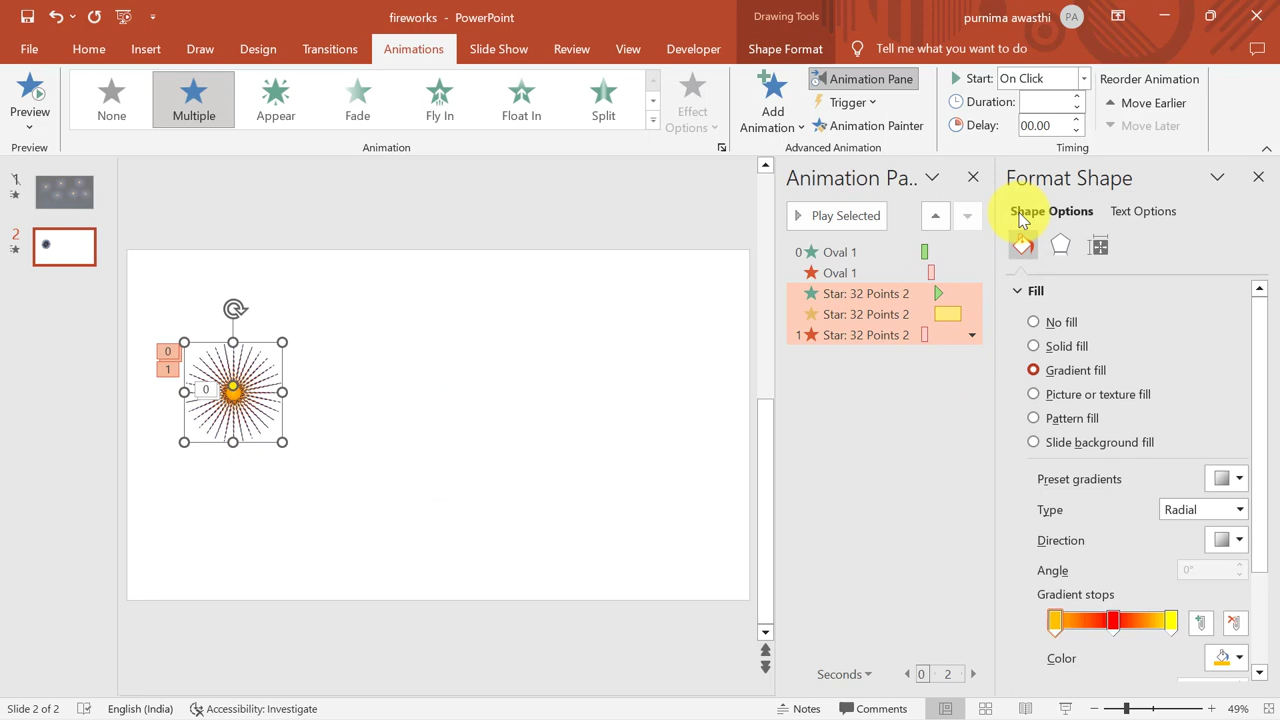 fireworks - PowerPoint
Drawing Tools
purnima awasthi
PA
File
Home
Insert
Draw
Design
Transitions
Animations
Slide Show
Review
View
Developer
Shape Format
Tell me what you want to do
Preview
None
Multiple
Appear
Fade
Fly In
Float In
Split
Effect
Options
Add
Animation
Animation Pane
Trigger
Animation Painter
Start: On Click
Duration:
Delay: 00.00
Reorder Animation
Move Earlier
Move Later
Preview
Animation
Advanced Animation
Timing
1
2
0
1
0
Animation Pa..
Play Selected
0 Oval 1
Oval 1
Star: 32 Points 2
Star: 32 Points 2
1 Star: 32 Points 2
Seconds
0
2
Format Shape
Shape Options
Text Options
Fill
No fill
Solid fill
Gradient fill
Picture or texture fill
Pattern fill
Slide background fill
Preset gradients
Type Radial
Direction
Angle 0°
Gradient stops
Color
Slide 2 of 2
English (India)
Accessibility: Investigate
Notes
Comments
49%